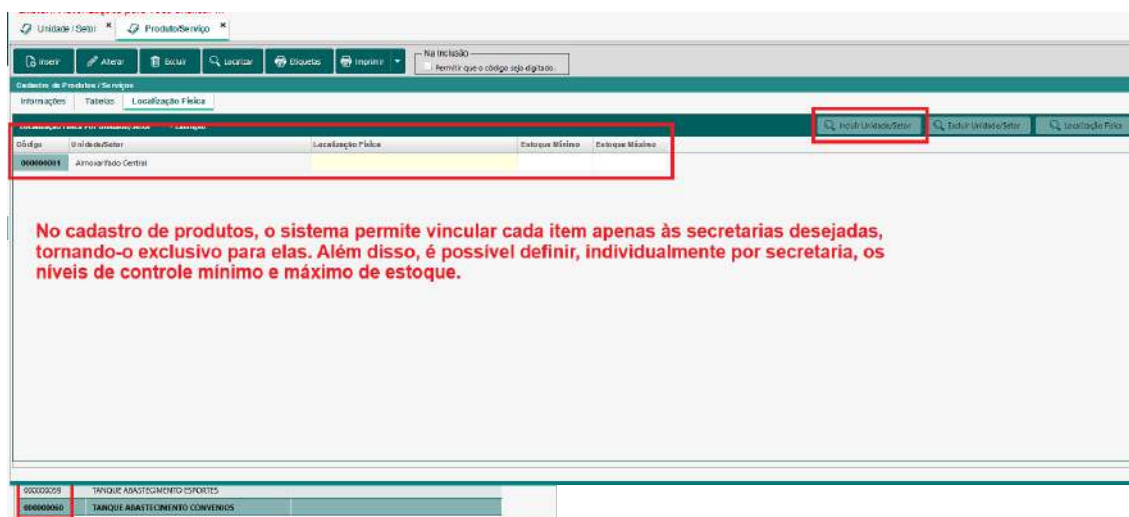 Unidade / Setor
Produto/Serviço
Inserir
Alterar
Excluir
Localizar
Etiquetas
Imprimir
Na Inclusão
Permitir que o código seja digitado.
Cadastro de Produtos / Serviços
Informações
Tabelas
Localização Física
Incluir Unidade/Setor
Excluir Unidade/Setor
Localização Física
Código
Unidade/Setor
Localização Física
Estoque Mínimo
Estoque Máximo
000000001
Almoxarifado Central
No cadastro de produtos, o sistema permite vincular cada item apenas às secretarias desejadas,
tornando-o exclusivo para elas. Além disso, é possível definir, individualmente por secretaria, os
níveis de controle mínimo e máximo de estoque.
000000059
TANQUE ABASTECIMENTO ESPORTES
000000060
TANQUE ABASTECIMENTO CONVENIOS